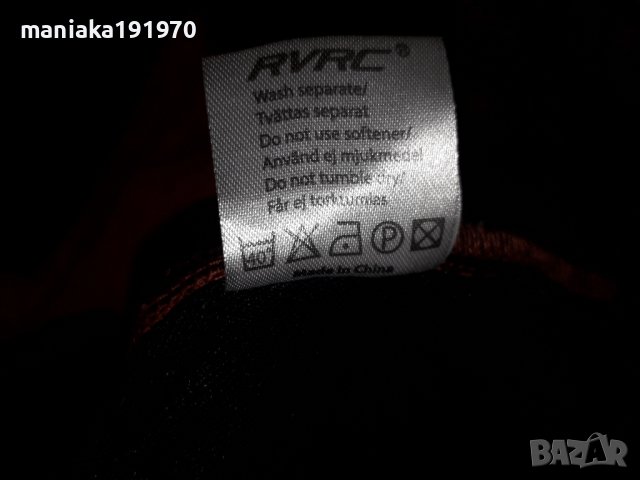 maniaka191970
RVRC®
Wash separate/
Tvättas separat
Do not use softener/
Använd ej mjukmedel
Do not tumble dry/
Får ej torktumlas
40° P
Made in China
BAZAR